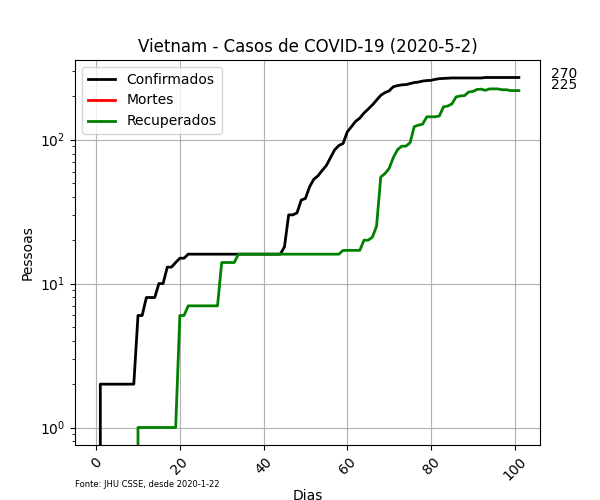 Vietnam - Casos de COVID-19 (2020-5-2)
Confirmados
Mortes
Recuperados
270
225
10²
10¹
10⁰
Pessoas
0 20 40 60 80 100
Fonte: JHU CSSE, desde 2020-1-22
Dias